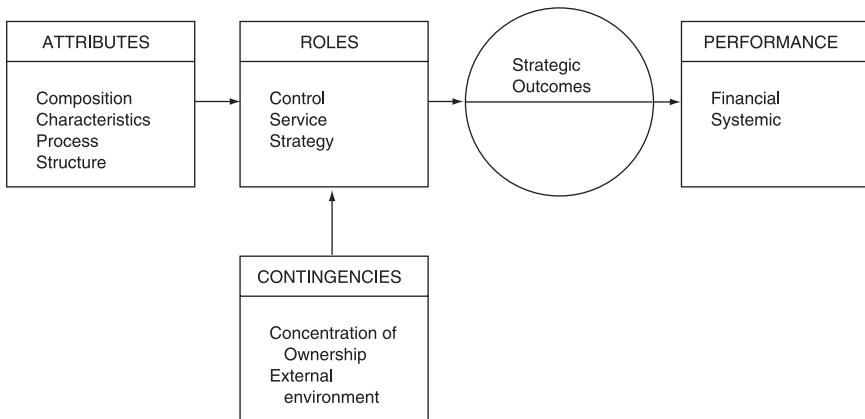 ATTRIBUTES
Composition
Characteristics
Process
Structure
ROLES
Control
Service
Strategy
Strategic
Outcomes
PERFORMANCE
Financial
Systemic
CONTINGENCIES
Concentration of
Ownership
External
environment